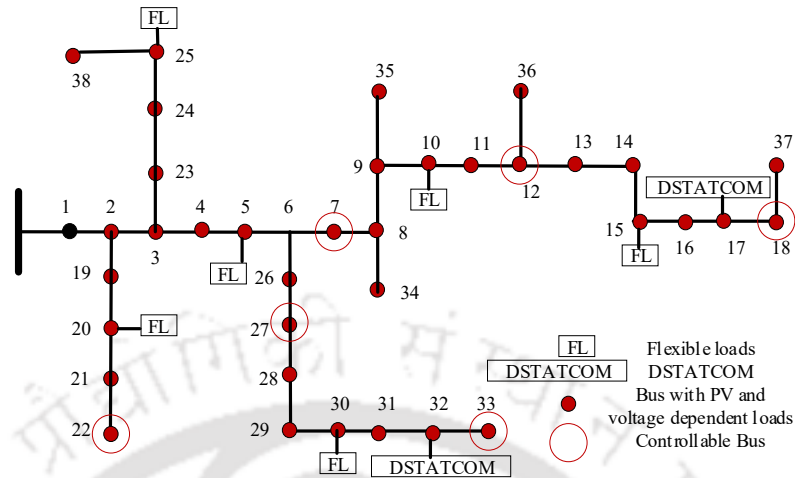 FL
25
38
35
36
24
10
11
13
14
37
23
9
12
DSTATCOM
1
2
4
5
6
7
FL
3
8
15
16
17
18
FL
19
26
FL
34
20
FL
27
FL
Flexible loads
DSTATCOM
DSTATCOM
21
28
Bus with PV and
voltage dependent loads
22
29
30
31
32
33
Controllable Bus
FL
DSTATCOM
प्रौद्योगिकी संस्थान